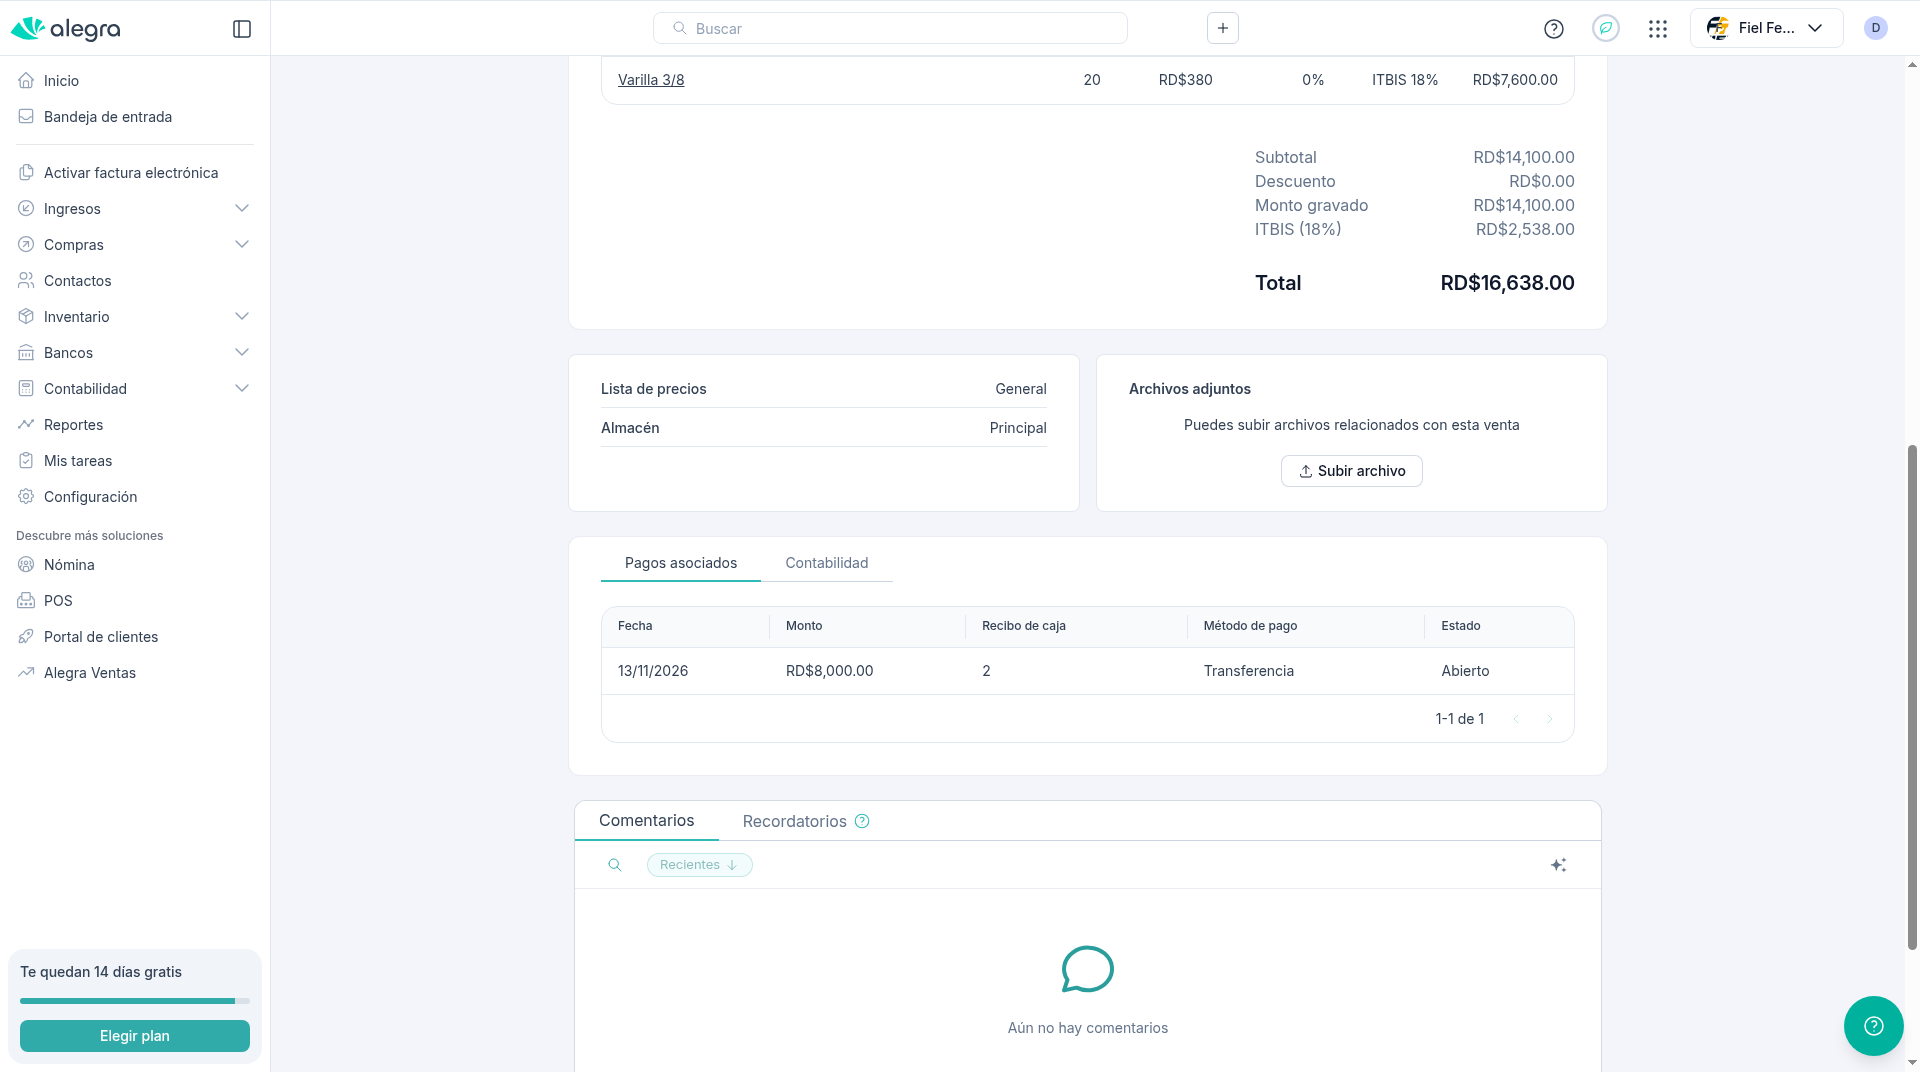 alegra
Buscar
Fiel Fe...
D
Inicio
Bandeja de entrada
Activar factura electrónica
Ingresos
Compras
Contactos
Inventario
Bancos
Contabilidad
Reportes
Mis tareas
Configuración
Descubre más soluciones
Nómina
POS
Portal de clientes
Alegra Ventas
Te quedan 14 días gratis
Elegir plan
Varilla 3/8 20 RD$380 0% ITBIS 18% RD$7,600.00
Subtotal RD$14,100.00
Descuento RD$0.00
Monto gravado RD$14,100.00
ITBIS (18%) RD$2,538.00
Total RD$16,638.00
Lista de precios General
Almacén Principal
Archivos adjuntos
Puedes subir archivos relacionados con esta venta
Subir archivo
Pagos asociados Contabilidad
Fecha Monto Recibo de caja Método de pago Estado
13/11/2026 RD$8,000.00 2 Transferencia Abierto
1-1 de 1
Comentarios Recordatorios
Recientes
Aún no hay comentarios